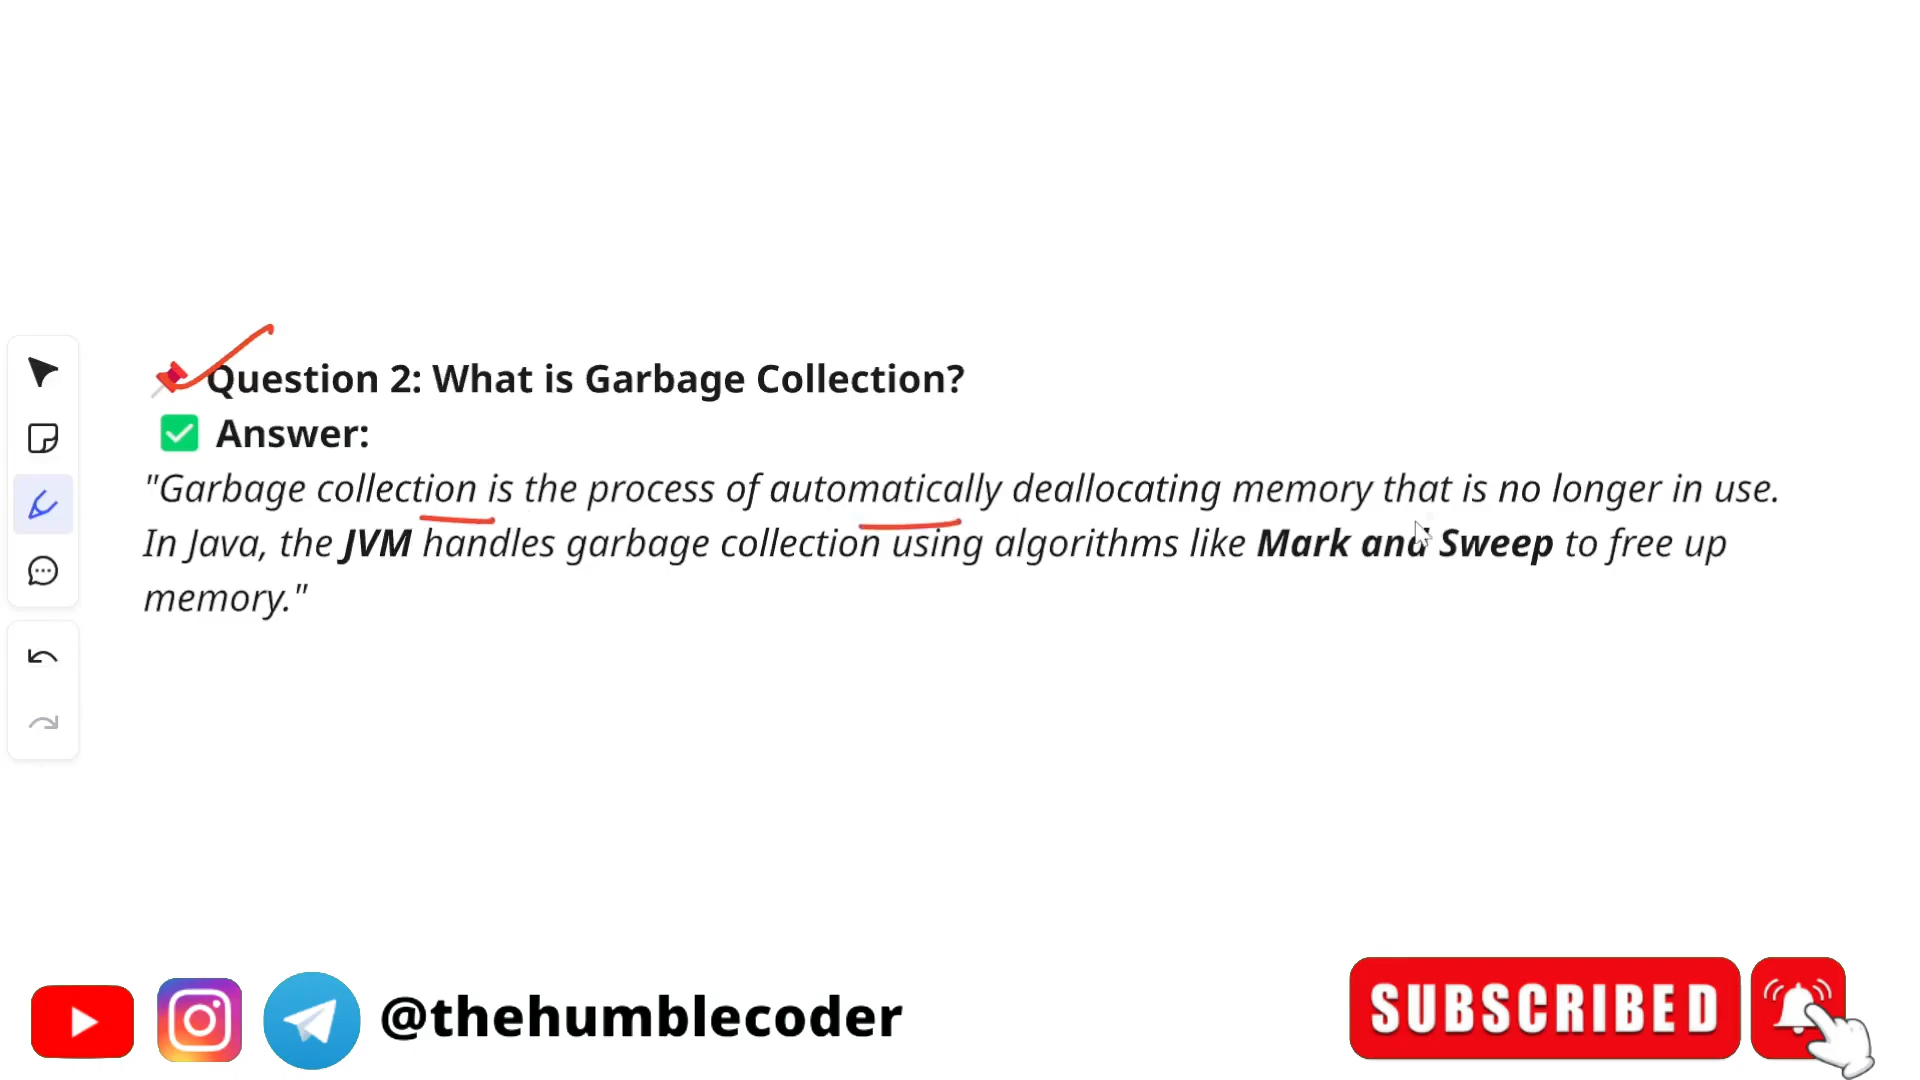 Question 2: What is Garbage Collection?
Answer:
"Garbage collection is the process of automatically deallocating memory that is no longer in use.
In Java, the JVM handles garbage collection using algorithms like Mark and Sweep to free up
memory."
@thehumblecoder
SUBSCRIBED